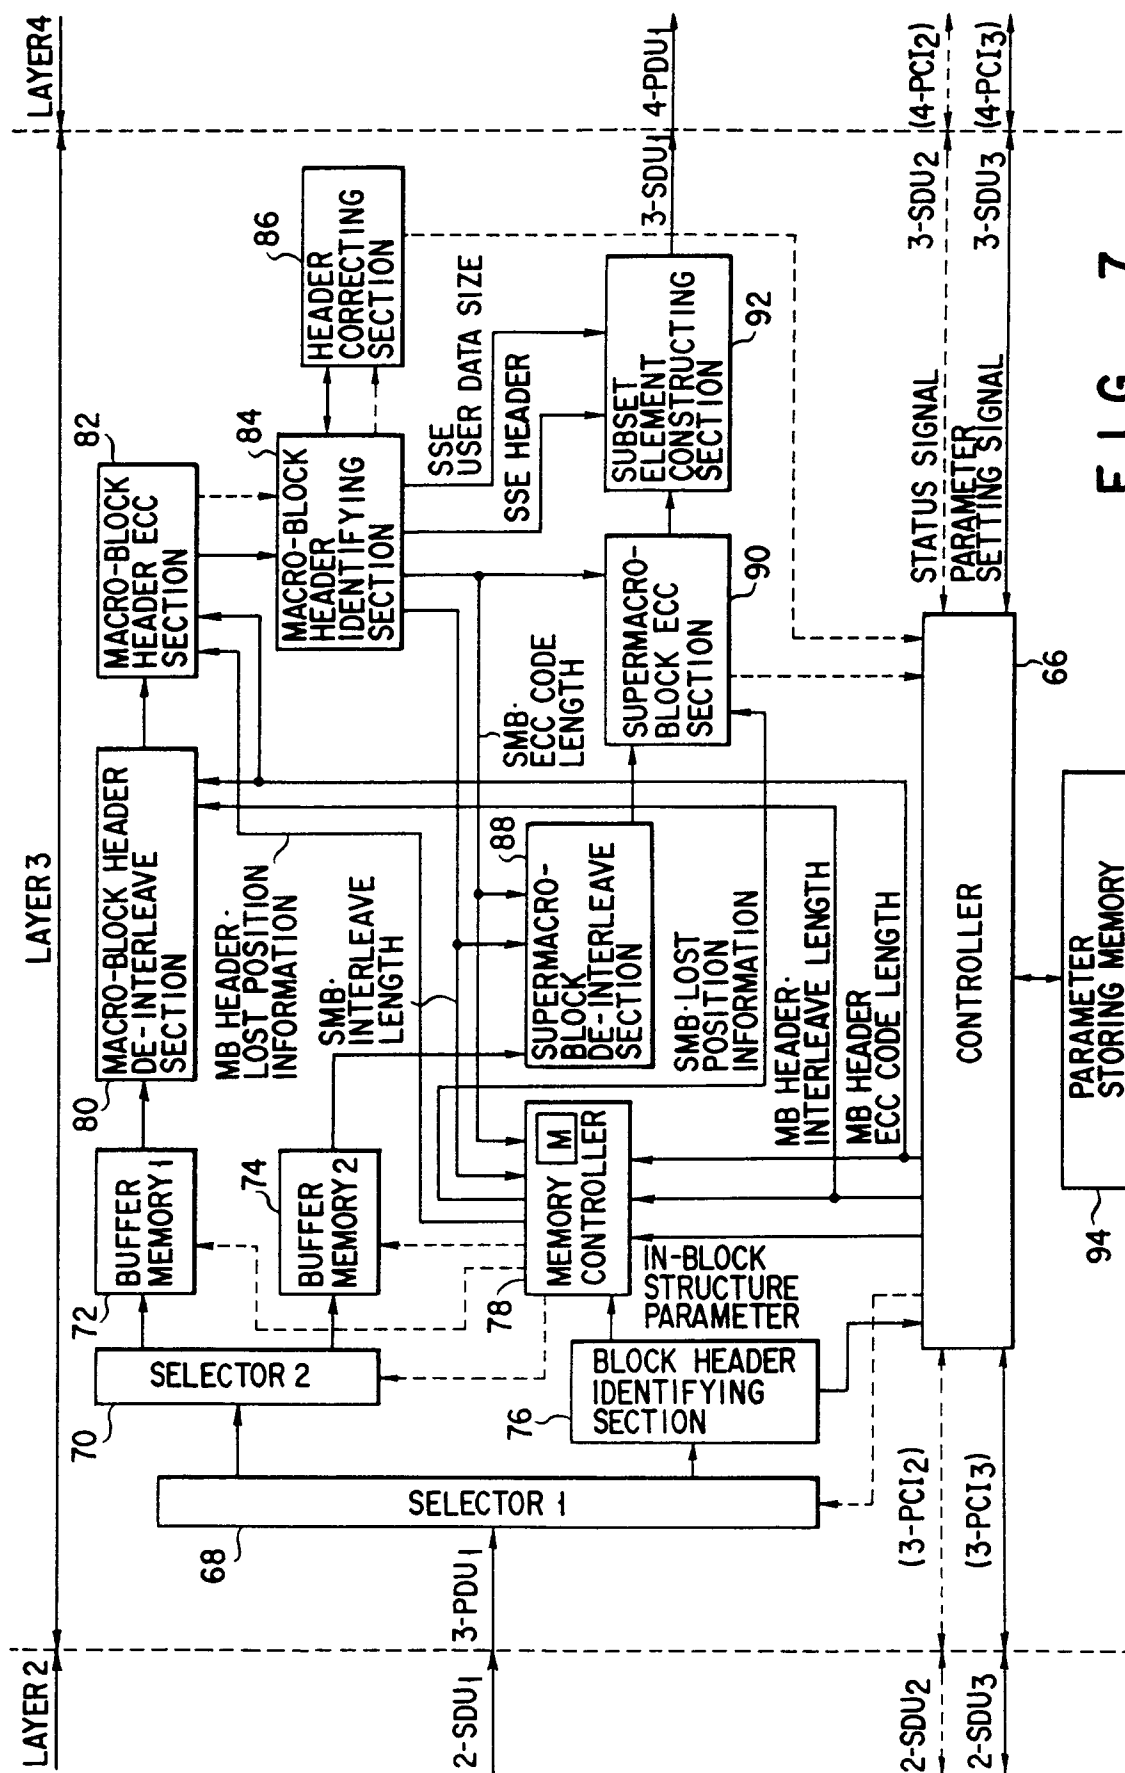 LAYER2
LAYER3
LAYER4
2-SDU1
3-PDU1
68
SELECTOR 1
70
SELECTOR 2
72
BUFFER
MEMORY 1
74
BUFFER
MEMORY 2
76
BLOCK HEADER
IDENTIFYING
SECTION
78
MEMORY
CONTROLLER
M
80
MACRO-BLOCK HEADER
DE-INTERLEAVE
SECTION
MB HEADER·
LOST POSITION
INFORMATION
SMB·
INTERLEAVE
LENGTH
82
MACRO-BLOCK
HEADER ECC
SECTION
84
MACRO-BLOCK
HEADER
IDENTIFYING
SECTION
86
HEADER
CORRECTING
SECTION
SSE
USER DATA SIZE
SSE HEADER
SMB·
ECC CODE
LENGTH
88
SUPERMACRO-
BLOCK
DE-INTERLEAVE
SECTION
90
SUPERMACRO-
BLOCK ECC
SECTION
92
SUBSET
ELEMENT
CONSTRUCTING
SECTION
3-SDU1
4-PDU1
SMB·LOST
POSITION
INFORMATION
IN-BLOCK
STRUCTURE
PARAMETER
MB HEADER·
INTERLEAVE LENGTH
MB HEADER
ECC CODE LENGTH
2-SDU2
(3-PCI2)
2-SDU3
(3-PCI3)
CONTROLLER
66
STATUS SIGNAL
PARAMETER
SETTING SIGNAL
3-SDU2
(4-PCI2)
3-SDU3
(4-PCI3)
94
PARAMETER
STORING MEMORY
FIG. 7